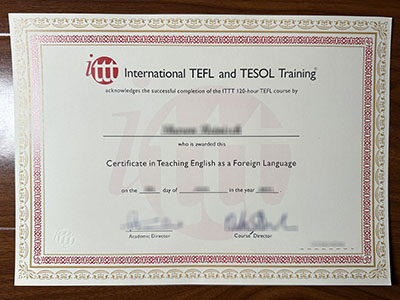 ittt International TEFL and TESOL Training
acknowledges the successful completion of the ITTT 120-hour TEFL course by
who is awarded this
Certificate in Teaching English as a Foreign Language
on the day of in the year
Academic Director Course Director
ittt